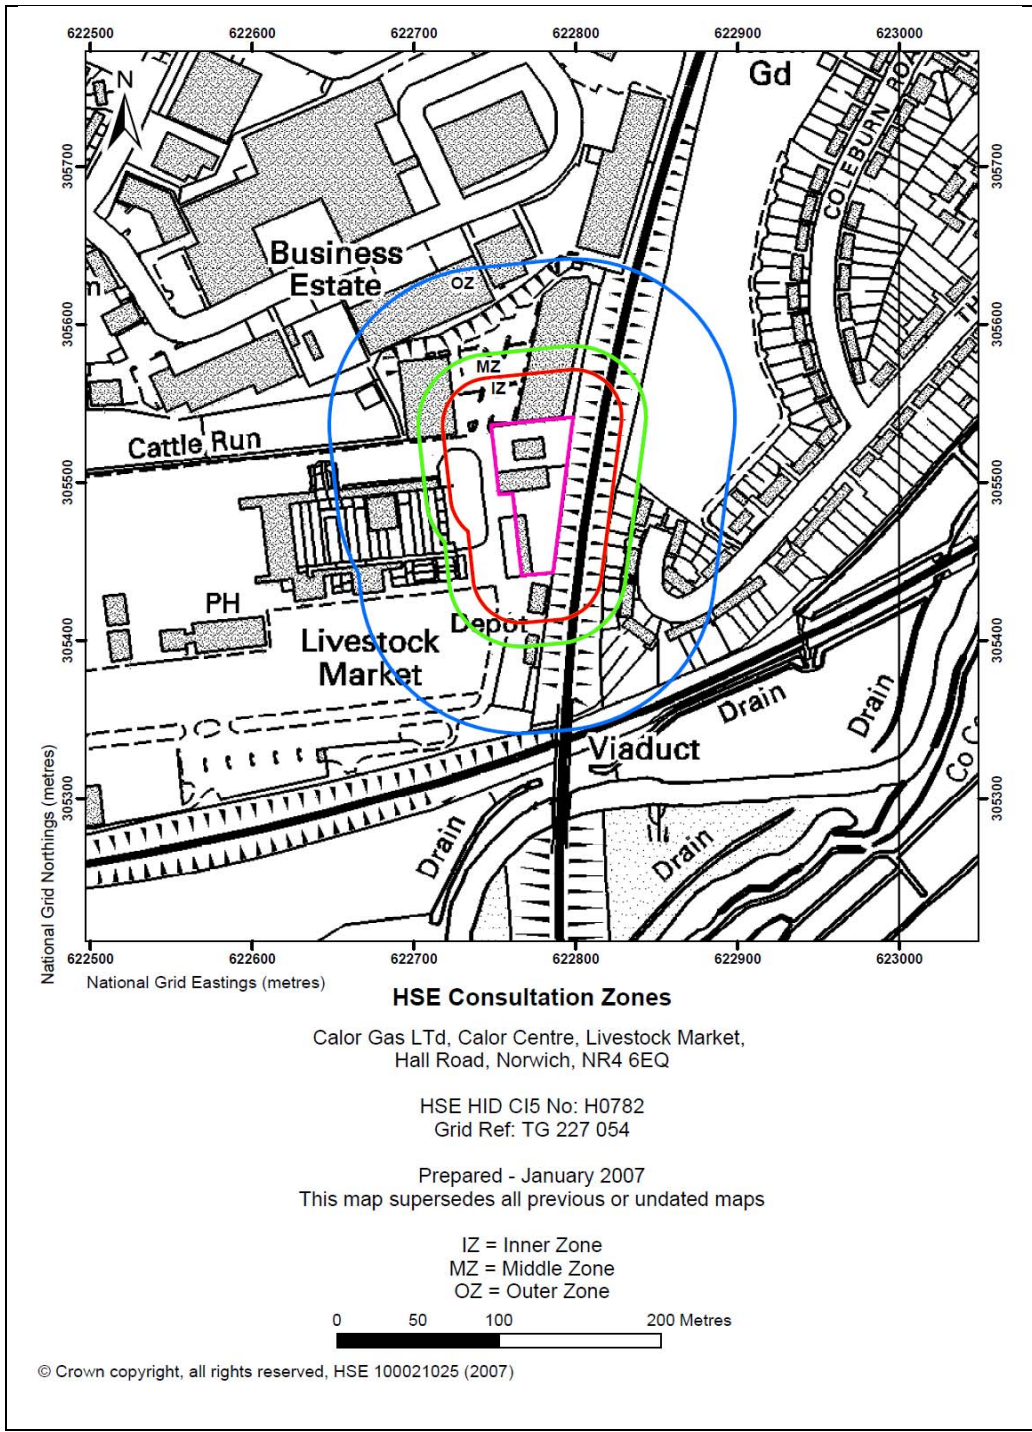 622500 622600 622700 622800 622900 623000
N
Gd
COLEBURN ROA
305700
305700
Business
Estate
OZ
m
305600
305600
TH
MZ
IZ
Cattle Run
305500
305500
PH
Depot
Livestock
Market
305400
305400
Drain
Drain
Viaduct
Co C
305300
305300
Drain
Drain
National Grid Northings (metres)
622500 622600 622700 622800 622900 623000
National Grid Eastings (metres)
HSE Consultation Zones
Calor Gas LTd, Calor Centre, Livestock Market,
Hall Road, Norwich, NR4 6EQ
HSE HID CI5 No: H0782
Grid Ref: TG 227 054
Prepared - January 2007
This map supersedes all previous or undated maps
IZ = Inner Zone
MZ = Middle Zone
OZ = Outer Zone
0 50 100 200 Metres
© Crown copyright, all rights reserved, HSE 100021025 (2007)